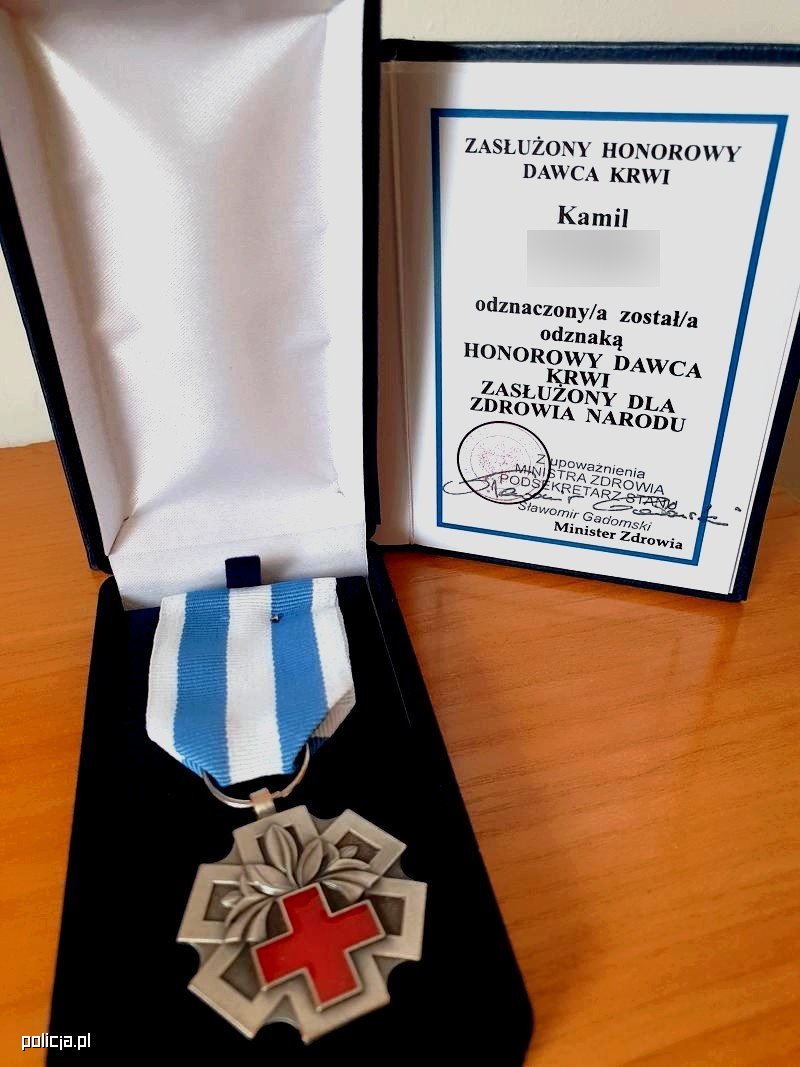 ZASŁUŻONY HONOROWY
DAWCA KRWI
Kamil
odznaczony/a został/a
odznaką
HONOROWY DAWCA
KRWI
ZASŁUŻONY DLA
ZDROWIA NARODU
Z upoważnienia
MINISTRA ZDROWIA
PODSEKRETARZ STANU
Sławomir Gadomski
Minister Zdrowia
policja.pl